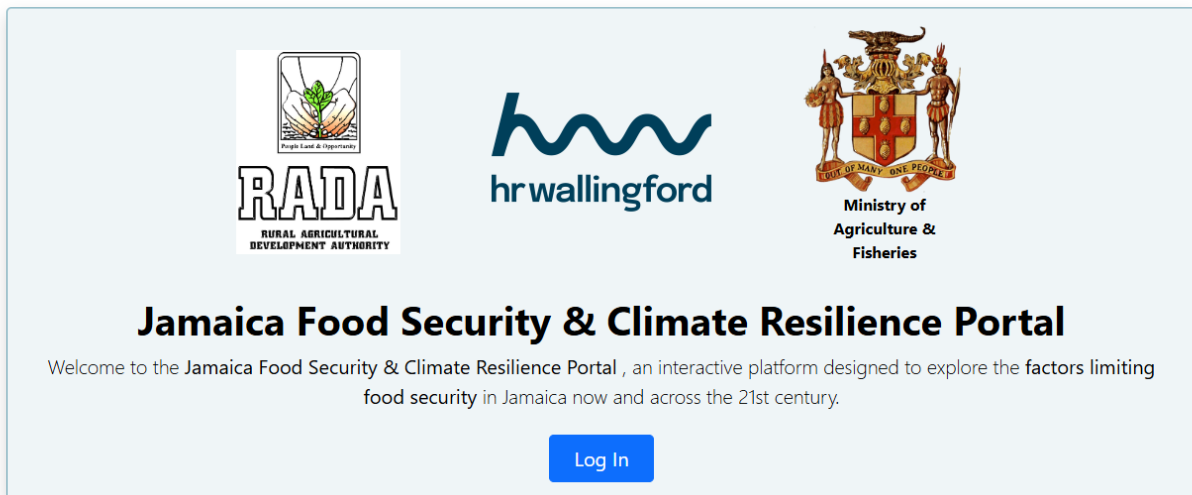 People Land & Opportunity
RADA
RURAL AGRICULTURAL
DEVELOPMENT AUTHORITY
hrwallingford
OUT OF MANY ONE PEOPLE
Ministry of
Agriculture &
Fisheries
Jamaica Food Security & Climate Resilience Portal
Welcome to the Jamaica Food Security & Climate Resilience Portal , an interactive platform designed to explore the factors limiting
food security in Jamaica now and across the 21st century.
Log In